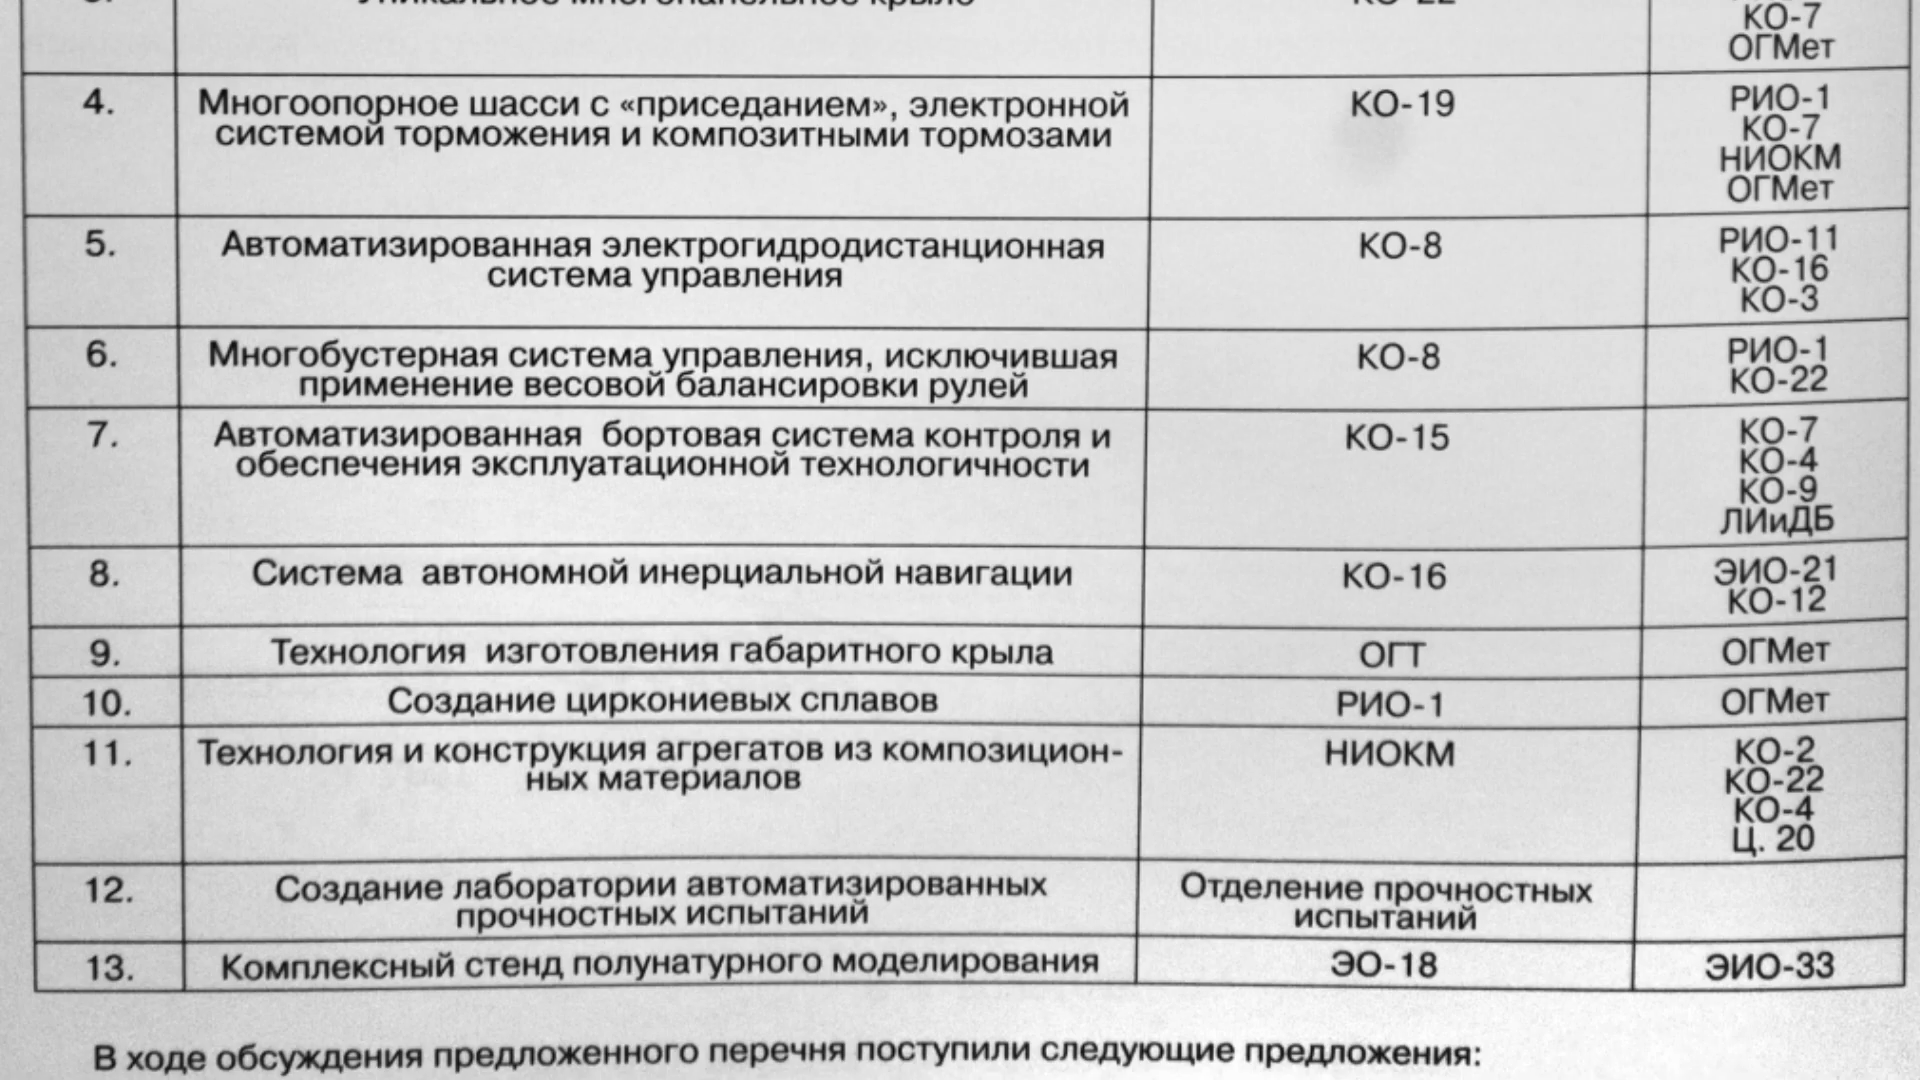 КО-7
ОГМет
4. Многоопорное шасси с «приседанием», электронной КО-19 РИО-1
системой торможения и композитными тормозами КО-7
НИОКМ
ОГМет
5. Автоматизированная электрогидродистанционная КО-8 РИО-11
система управления КО-16
КО-3
6. Многобустерная система управления, исключившая КО-8 РИО-1
применение весовой балансировки рулей КО-22
7. Автоматизированная бортовая система контроля и КО-15 КО-7
обеспечения эксплуатационной технологичности КО-4
КО-9
ЛИиДБ
8. Система автономной инерциальной навигации КО-16 ЭИО-21
КО-12
9. Технология изготовления габаритного крыла ОГТ ОГМет
10. Создание циркониевых сплавов РИО-1 ОГМет
11. Технология и конструкция агрегатов из композицион- НИОКМ КО-2
ных материалов КО-22
КО-4
Ц. 20
12. Создание лаборатории автоматизированных Отделение прочностных
прочностных испытаний испытаний
13. Комплексный стенд полунатурного моделирования ЭО-18 ЭИО-33
В ходе обсуждения предложенного перечня поступили следующие предложения: